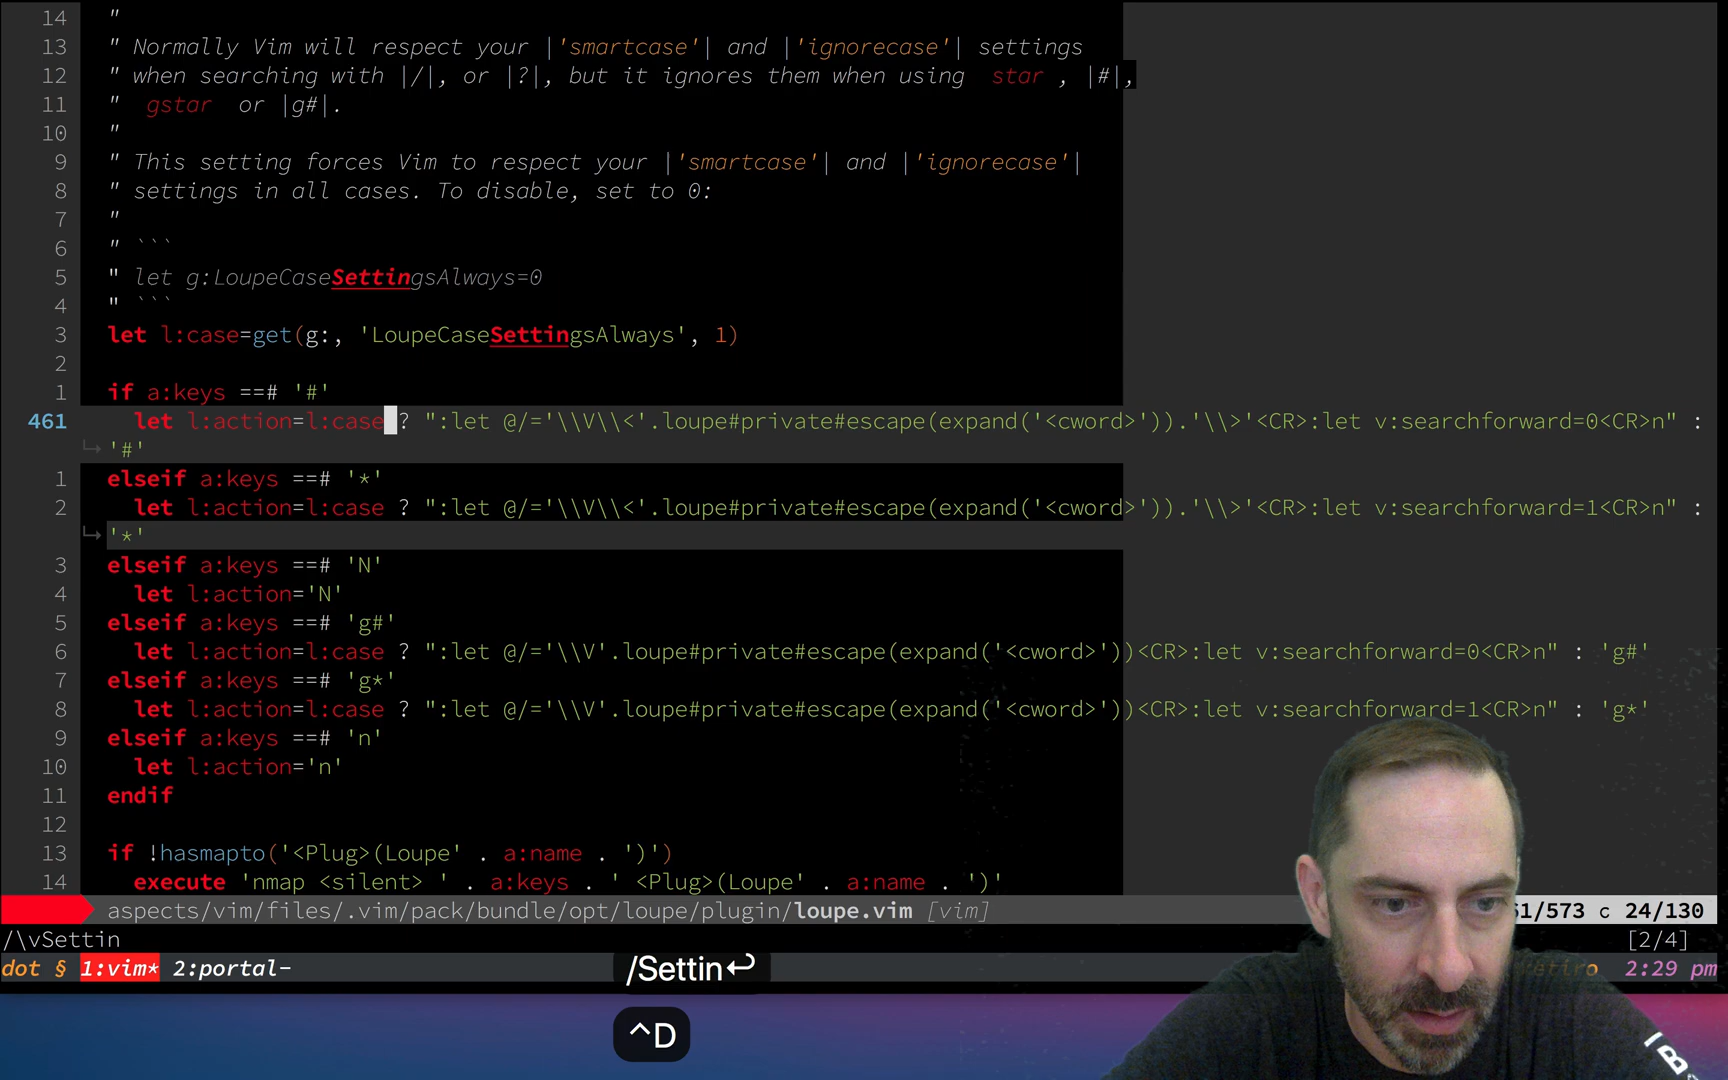 14 "
13 " Normally Vim will respect your |'smartcase'| and |'ignorecase'| settings
12 " when searching with |/|, or |?|, but it ignores them when using star , |#|,
11 " gstar or |g#|.
10 "
9 " This setting forces Vim to respect your |'smartcase'| and |'ignorecase'|
8 " settings in all cases. To disable, set to 0:
7 "
6 " ```
5 " let g:LoupeCaseSettingsAlways=0
4 " ```
3 let l:case=get(g:, 'LoupeCaseSettingsAlways', 1)
2
1 if a:keys ==# '#'
461 let l:action=l:case ? ":let @/='\\V\\<'.loupe#private#escape(expand('<cword>')).'\\>'<CR>:let v:searchforward=0<CR>n" :
↪ '#'
1 elseif a:keys ==# '*'
2 let l:action=l:case ? ":let @/='\\V\\<'.loupe#private#escape(expand('<cword>')).'\\>'<CR>:let v:searchforward=1<CR>n" :
↪ '*'
3 elseif a:keys ==# 'N'
4 let l:action='N'
5 elseif a:keys ==# 'g#'
6 let l:action=l:case ? ":let @/='\\V'.loupe#private#escape(expand('<cword>'))<CR>:let v:searchforward=0<CR>n" : 'g#'
7 elseif a:keys ==# 'g*'
8 let l:action=l:case ? ":let @/='\\V'.loupe#private#escape(expand('<cword>'))<CR>:let v:searchforward=1<CR>n" : 'g*'
9 elseif a:keys ==# 'n'
10 let l:action='n'
11 endif
12
13 if !hasmapto('<Plug>(Loupe' . a:name . ')')
14 execute 'nmap <silent> ' . a:keys . ' <Plug>(Loupe' . a:name . ')'
aspects/vim/files/.vim/pack/bundle/opt/loupe/plugin/loupe.vim [vim] 1/573 c 24/130
/\vSettin [2/4]
dot § 1:vim* 2:portal- /Settin↩ 2:29 pm
^D